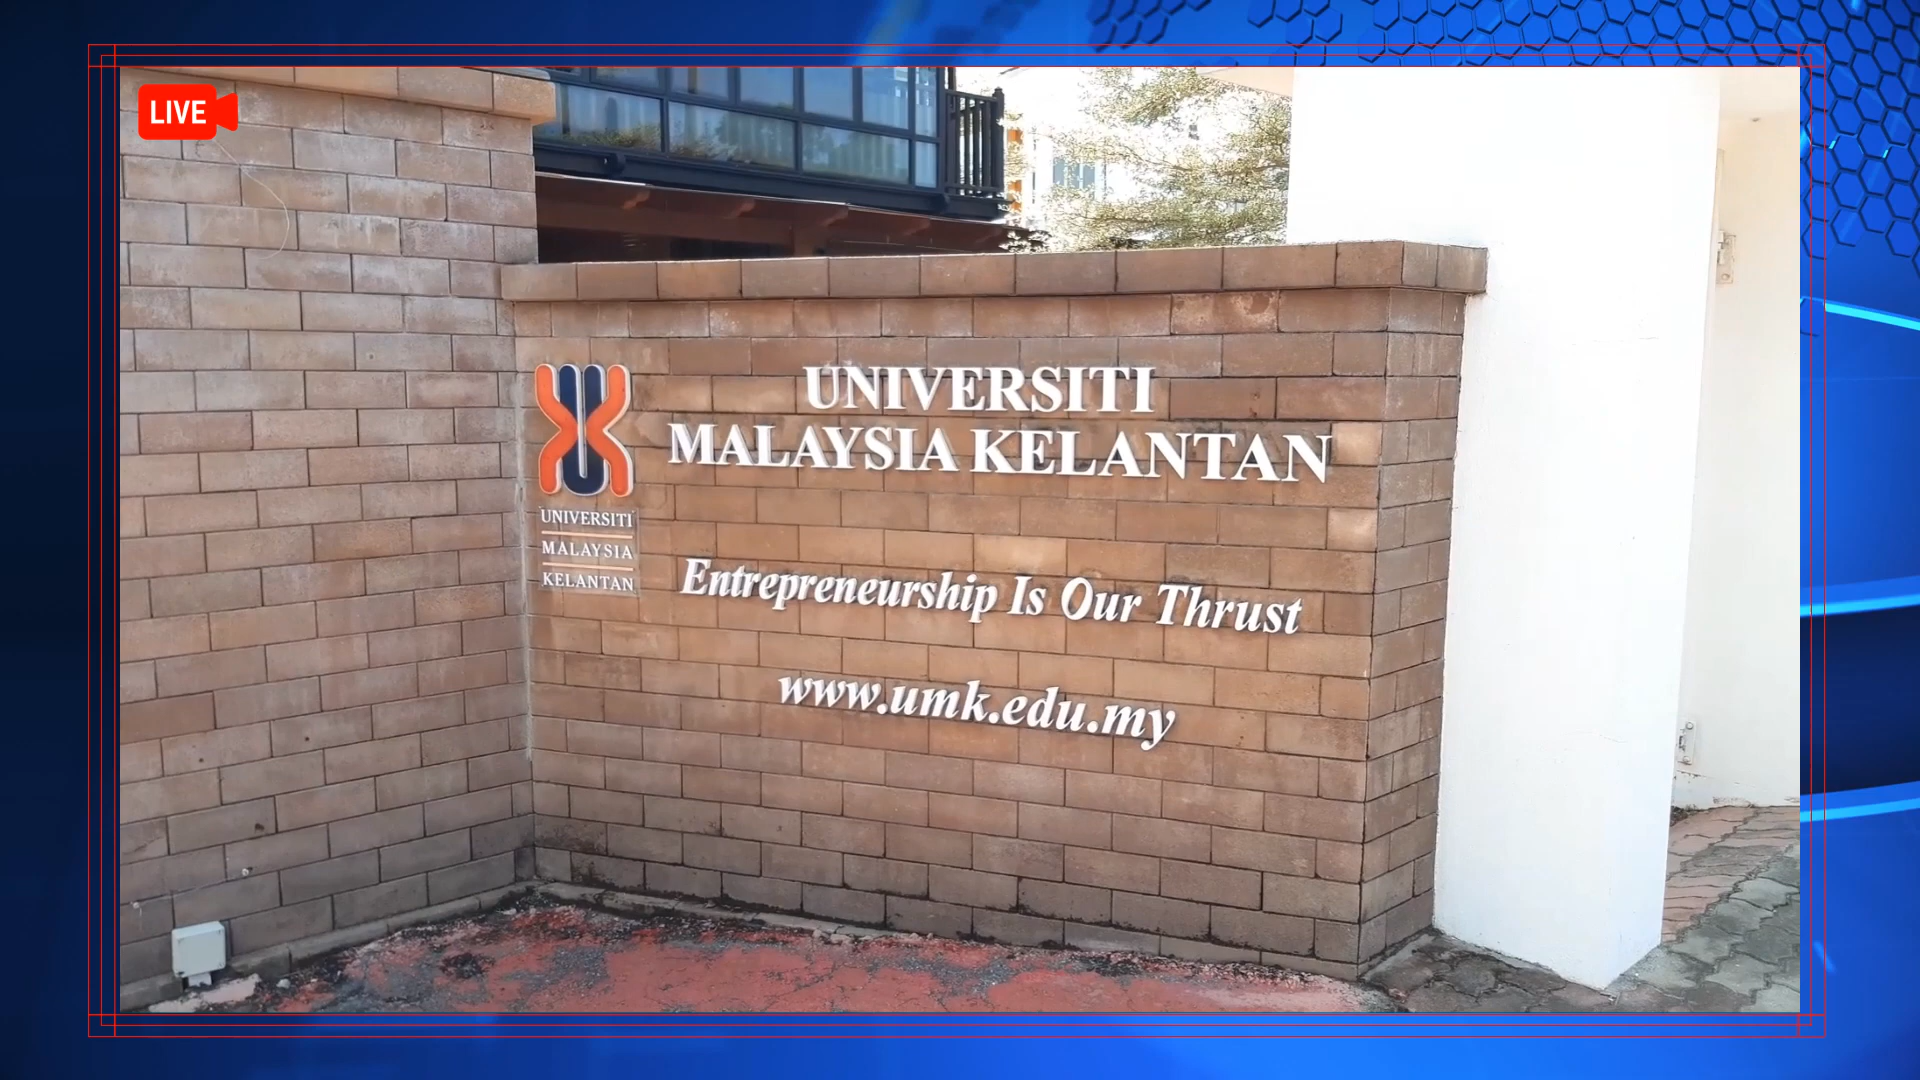 LIVE
UNIVERSITI
MALAYSIA KELANTAN
UNIVERSITI
MALAYSIA
KELANTAN
Entrepreneurship Is Our Thrust
www.umk.edu.my